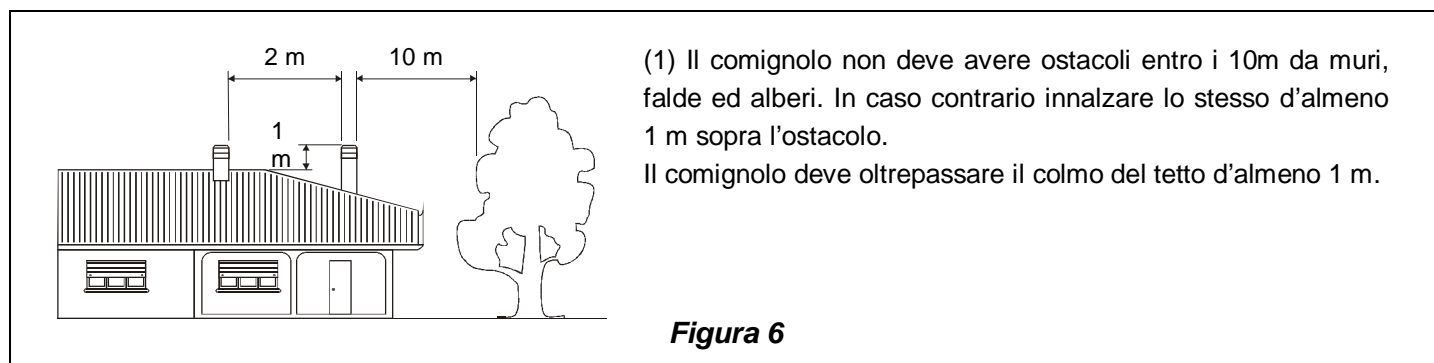 2 m
10 m
1
m
(1) Il comignolo non deve avere ostacoli entro i 10m da muri,
falde ed alberi. In caso contrario innalzare lo stesso d’almeno
1 m sopra l’ostacolo.
Il comignolo deve oltrepassare il colmo del tetto d’almeno 1 m.
Figura 6